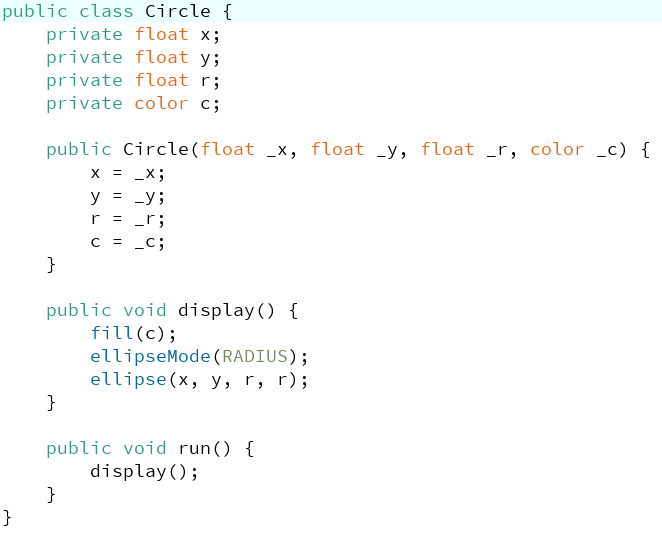 public class Circle {
    private float x;
    private float y;
    private float r;
    private color c;

    public Circle(float _x, float _y, float _r, color _c) {
        x = _x;
        y = _y;
        r = _r;
        c = _c;
    }

    public void display() {
        fill(c);
        ellipseMode(RADIUS);
        ellipse(x, y, r, r);
    }

    public void run() {
        display();
    }
}